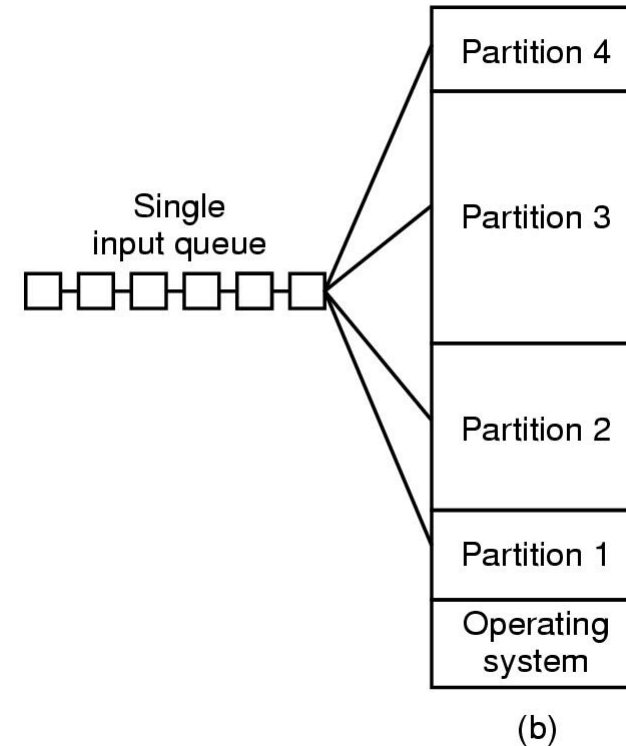 Partition 4
Single
input queue
Partition 3
Partition 2
Partition 1
Operating
system
(b)